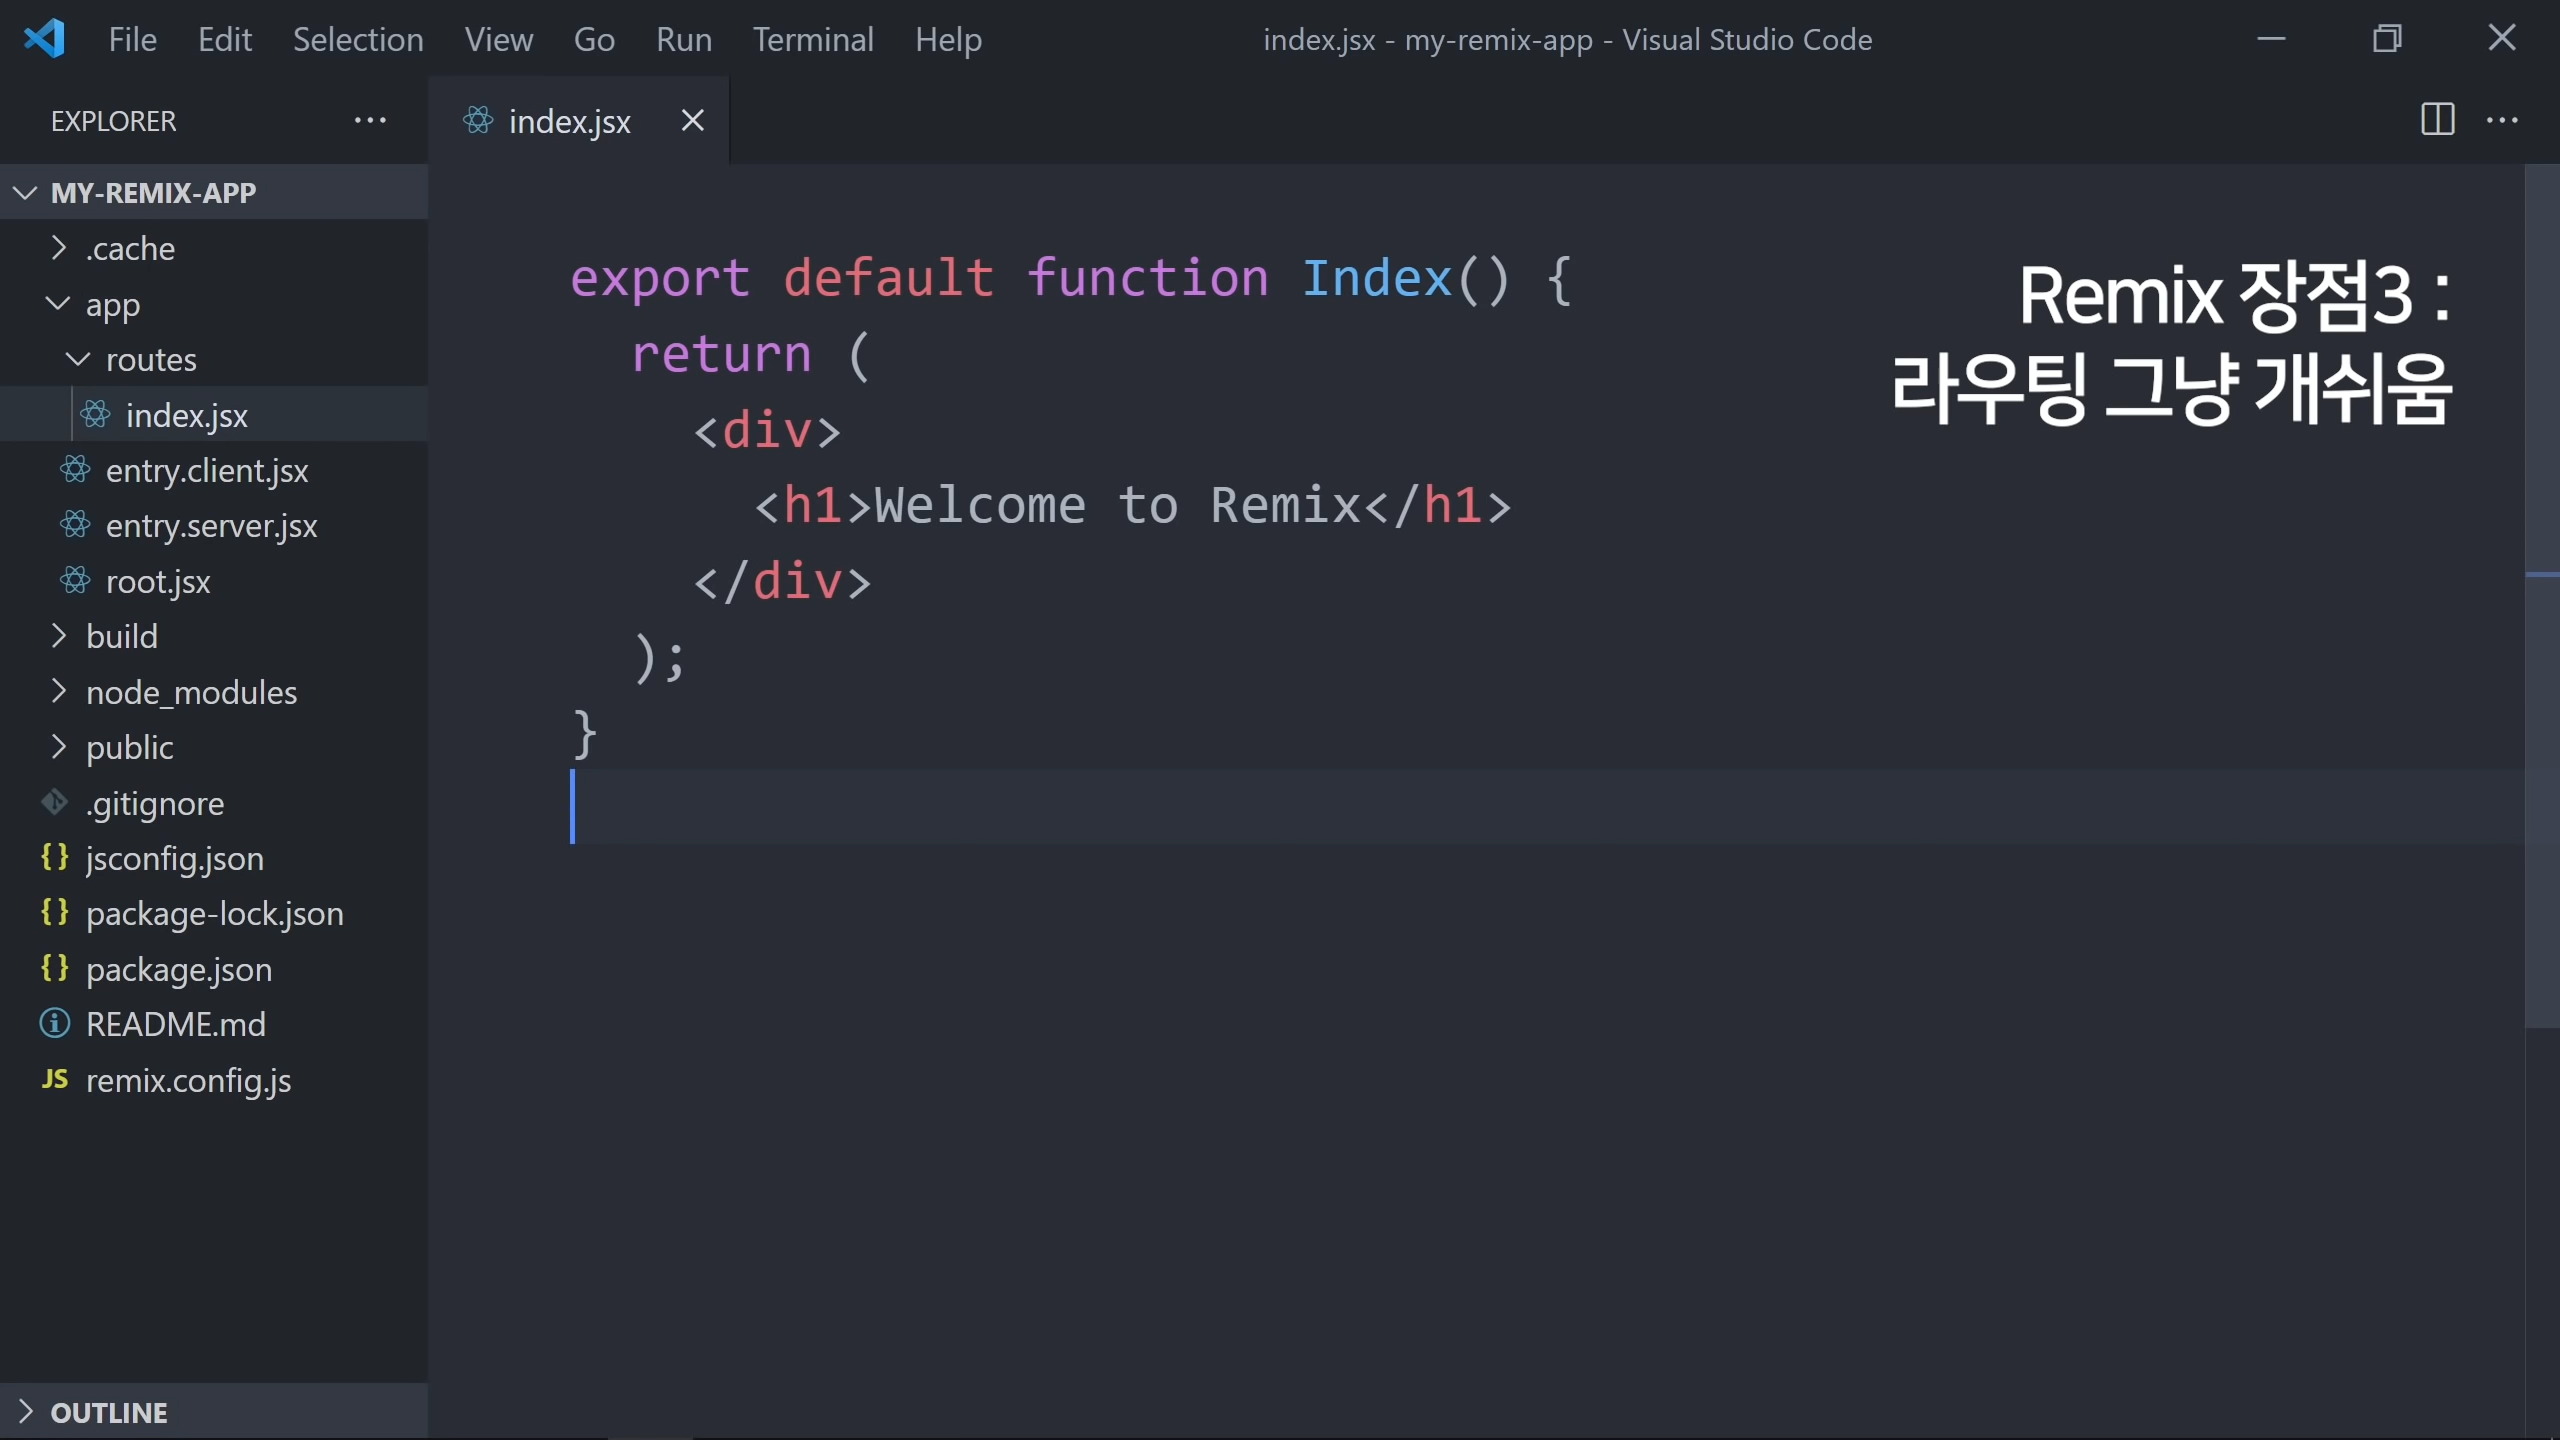 File Edit Selection View Go Run Terminal Help
index.jsx - my-remix-app - Visual Studio Code
EXPLORER
MY-REMIX-APP
.cache
app
routes
index.jsx
entry.client.jsx
entry.server.jsx
root.jsx
build
node_modules
public
.gitignore
{} jsconfig.json
{} package-lock.json
{} package.json
README.md
JS remix.config.js
OUTLINE
index.jsx
export default function Index() {
  return (
    <div>
      <h1>Welcome to Remix</h1>
    </div>
  );
}
Remix 장점3 :
라우팅 그냥 개쉬움